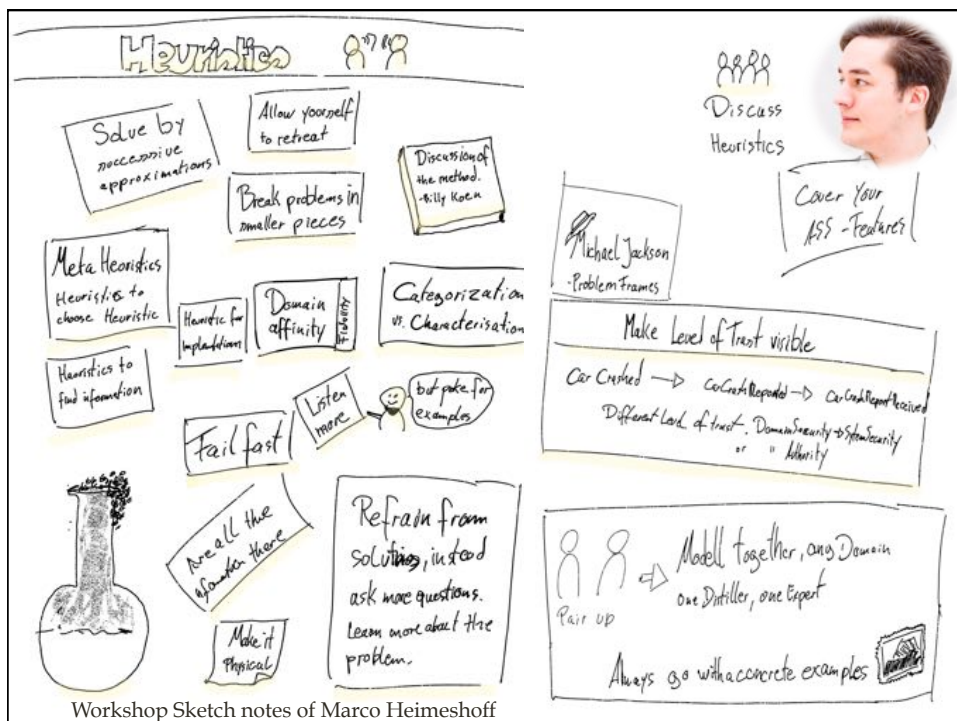 Heuristics
Solve by
successive
approximations
Allow yourself
to retreat
Discussion of
the method.
-Billy Koen
Break problems in
smaller pieces
Meta Heoristics
Heuristics to
choose Heuristic
Heuristic for
Domain
affinity
Fidelity
Categorization
vs. Characterisation
Heuristics to
find information
Listen
more
but poke for
examples
Fail fast
Are all the
information there
Refrain from
solutions, instead
ask more questions.
Learn more about the
problem.
Make it
Physical
Workshop Sketch notes of Marco Heimeshoff
Discuss
Heuristics
Cover Your
ASS-Features
Michael Jackson
-Problem Frames
Make Level of Trust visible
Car Crashed → CarCrashReported → CarCrashReportReceived
Different Level of trust. DomainSecurity → SystemSecurity
or " Authority
Pair up
Modell together, any Domain
one Distiller, one Expert
Always go with a concrete examples